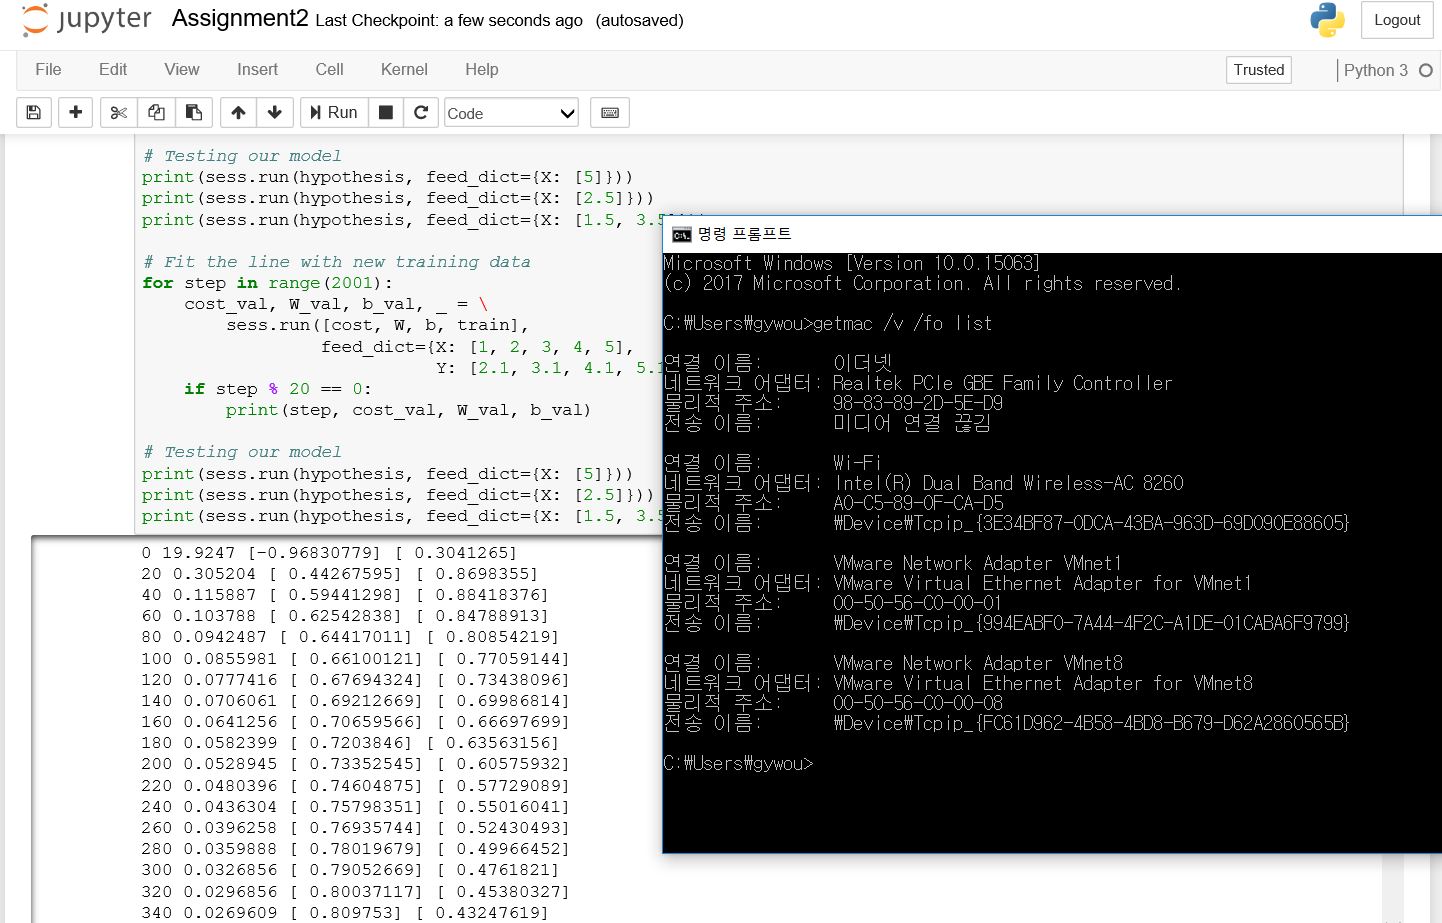 jupyter Assignment2 Last Checkpoint: a few seconds ago (autosaved)
Logout
File Edit View Insert Cell Kernel Help
Trusted
Python 3
Run
Code
# Testing our model
print(sess.run(hypothesis, feed_dict={X: [5]}))
print(sess.run(hypothesis, feed_dict={X: [2.5]}))
print(sess.run(hypothesis, feed_dict={X: [1.5, 3.5
# Fit the line with new training data
for step in range(2001):
    cost_val, W_val, b_val, _ = \
        sess.run([cost, W, b, train],
                 feed_dict={X: [1, 2, 3, 4, 5],
                            Y: [2.1, 3.1, 4.1, 5.1
    if step % 20 == 0:
        print(step, cost_val, W_val, b_val)
# Testing our model
print(sess.run(hypothesis, feed_dict={X: [5]}))
print(sess.run(hypothesis, feed_dict={X: [2.5]}))
print(sess.run(hypothesis, feed_dict={X: [1.5, 3.5
0 19.9247 [-0.96830779] [ 0.3041265]
20 0.305204 [ 0.44267595] [ 0.8698355]
40 0.115887 [ 0.59441298] [ 0.88418376]
60 0.103788 [ 0.62542838] [ 0.84788913]
80 0.0942487 [ 0.64417011] [ 0.80854219]
100 0.0855981 [ 0.66100121] [ 0.77059144]
120 0.0777416 [ 0.67694324] [ 0.73438096]
140 0.0706061 [ 0.69212669] [ 0.69986814]
160 0.0641256 [ 0.70659566] [ 0.66697699]
180 0.0582399 [ 0.7203846] [ 0.63563156]
200 0.0528945 [ 0.73352545] [ 0.60575932]
220 0.0480396 [ 0.74604875] [ 0.57729089]
240 0.0436304 [ 0.75798351] [ 0.55016041]
260 0.0396258 [ 0.76935744] [ 0.52430493]
280 0.0359888 [ 0.78019679] [ 0.49966452]
300 0.0326856 [ 0.79052669] [ 0.4761821]
320 0.0296856 [ 0.80037117] [ 0.45380327]
340 0.0269609 [ 0.809753] [ 0.43247619]
명령 프롬프트
Microsoft Windows [Version 10.0.15063]
(c) 2017 Microsoft Corporation. All rights reserved.
C:₩Users₩gywou>getmac /v /fo list
연결 이름: 이더넷
네트워크 어댑터: Realtek PCIe GBE Family Controller
물리적 주소: 98-83-89-2D-5E-D9
전송 이름: 미디어 연결 끊김
연결 이름: Wi-Fi
네트워크 어댑터: Intel(R) Dual Band Wireless-AC 8260
물리적 주소: A0-C5-89-0F-CA-D5
전송 이름: ₩Device₩Tcpip_{3E34BF87-0DCA-43BA-963D-69D090E88605}
연결 이름: VMware Network Adapter VMnet1
네트워크 어댑터: VMware Virtual Ethernet Adapter for VMnet1
물리적 주소: 00-50-56-C0-00-01
전송 이름: ₩Device₩Tcpip_{994EABF0-7A44-4F2C-A1DE-01CABA6F9799}
연결 이름: VMware Network Adapter VMnet8
네트워크 어댑터: VMware Virtual Ethernet Adapter for VMnet8
물리적 주소: 00-50-56-C0-00-08
전송 이름: ₩Device₩Tcpip_{FC61D962-4B58-4BD8-B679-D62A2860565B}
C:₩Users₩gywou>